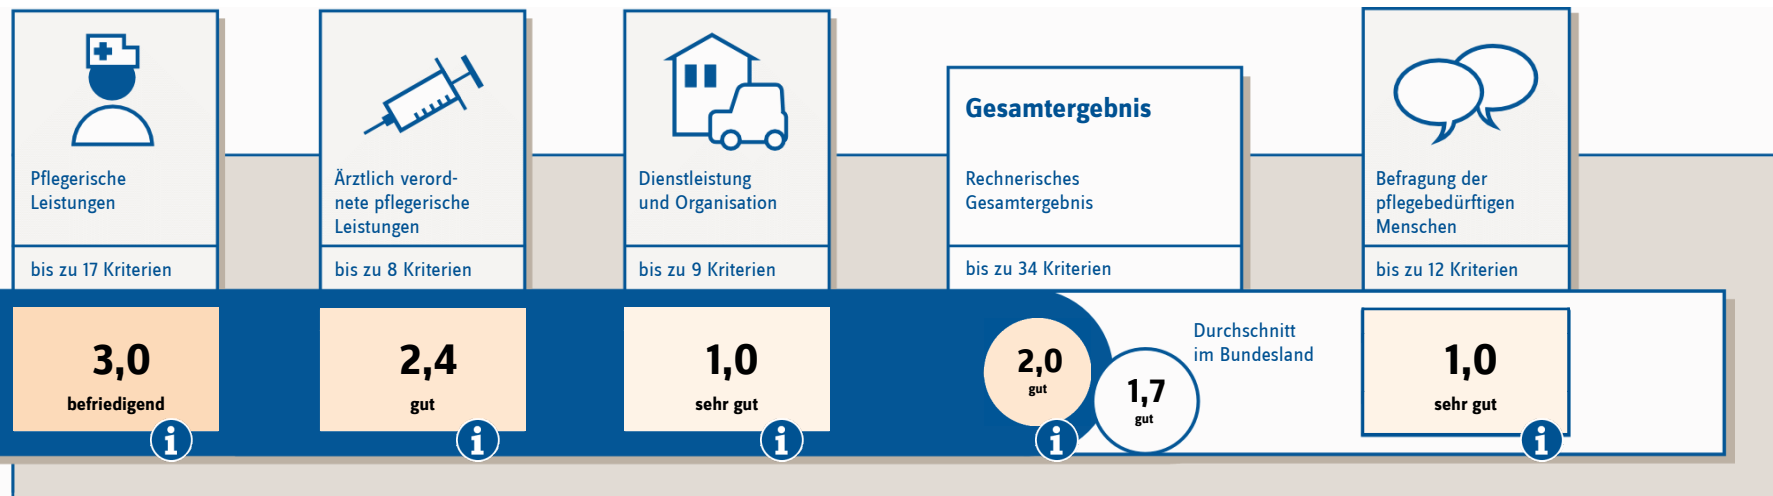 Pflegerische
Leistungen
bis zu 17 Kriterien
3,0
befriedigend
i
Ärztlich verord-
nete pflegerische
Leistungen
bis zu 8 Kriterien
2,4
gut
i
Dienstleistung
und Organisation
bis zu 9 Kriterien
1,0
sehr gut
i
Gesamtergebnis
Rechnerisches
Gesamtergebnis
bis zu 34 Kriterien
2,0
gut
i
1,7
gut
Durchschnitt
im Bundesland
Befragung der
pflegebedürftigen
Menschen
bis zu 12 Kriterien
1,0
sehr gut
i